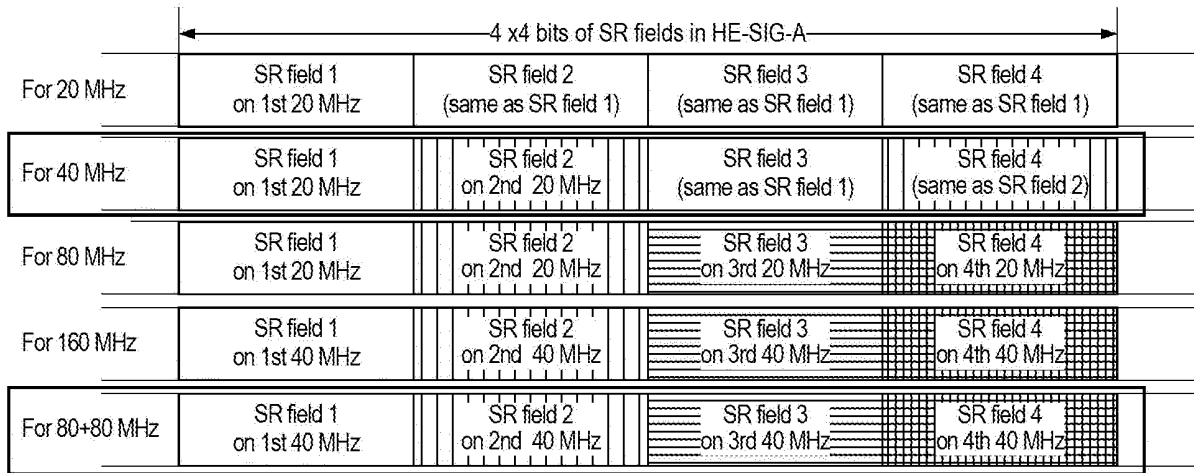 4 x4 bits of SR fields in HE-SIG-A
For 20 MHz
SR field 1
on 1st 20 MHz
SR field 2
(same as SR field 1)
SR field 3
(same as SR field 1)
SR field 4
(same as SR field 1)
For 40 MHz
SR field 1
on 1st 20 MHz
SR field 2
on 2nd 20 MHz
SR field 3
(same as SR field 1)
SR field 4
(same as SR field 2)
For 80 MHz
SR field 1
on 1st 20 MHz
SR field 2
on 2nd 20 MHz
SR field 3
on 3rd 20 MHz
SR field 4
on 4th 20 MHz
For 160 MHz
SR field 1
on 1st 40 MHz
SR field 2
on 2nd 40 MHz
SR field 3
on 3rd 40 MHz
SR field 4
on 4th 40 MHz
For 80+80 MHz
SR field 1
on 1st 40 MHz
SR field 2
on 2nd 40 MHz
SR field 3
on 3rd 40 MHz
SR field 4
on 4th 40 MHz